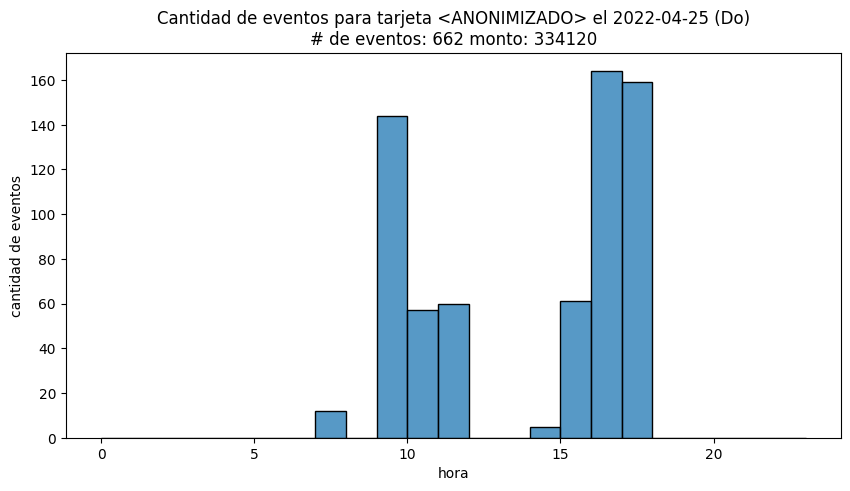 Cantidad de eventos para tarjeta <ANONIMIZADO> el 2022-04-25 (Do)
# de eventos: 662 monto: 334120
160
140
120
100
80
60
40
20
0
cantidad de eventos
0 5 10 15 20
hora